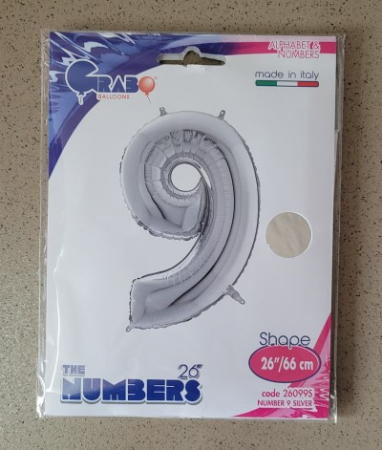 ALPHABET &
NUMBERS
GRABO
BALLOONS
made in italy
9
Shape
26"/66 cm
THE
26"
NUMBERS
code 26099S
NUMBER 9 SILVER